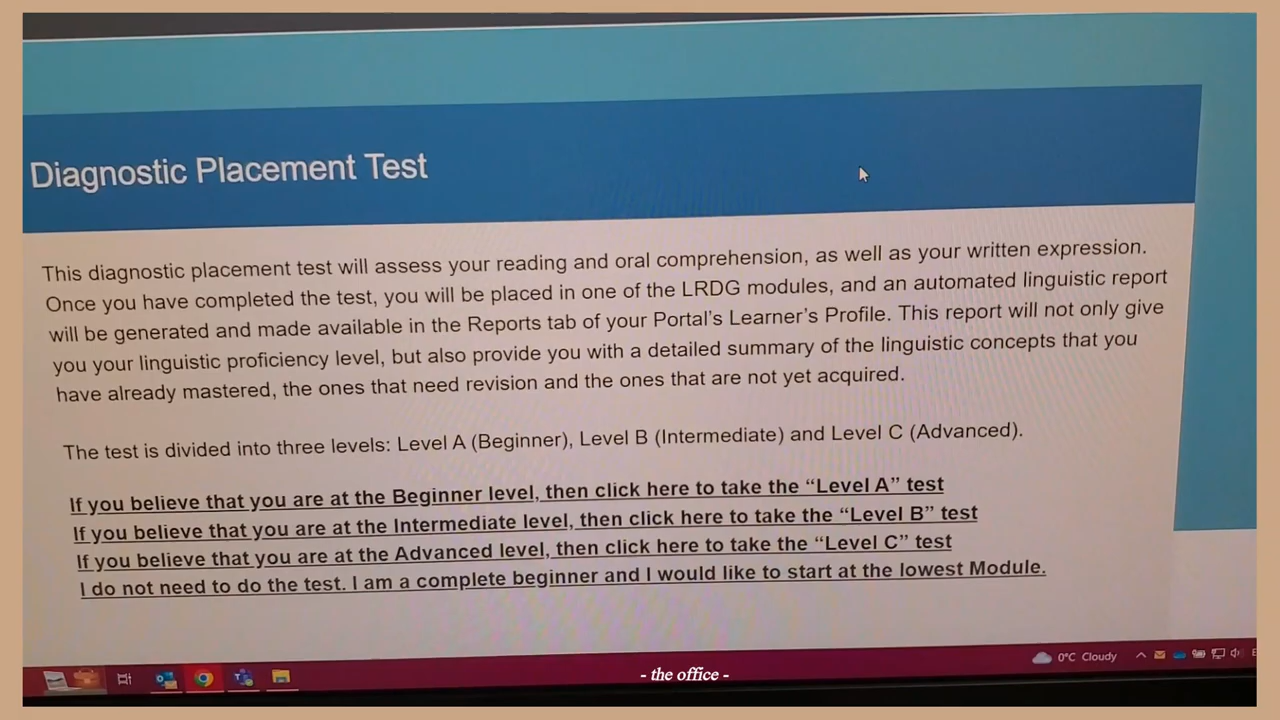 Diagnostic Placement Test
This diagnostic placement test will assess your reading and oral comprehension, as well as your written expression.
Once you have completed the test, you will be placed in one of the LRDG modules, and an automated linguistic report
will be generated and made available in the Reports tab of your Portal's Learner's Profile. This report will not only give
you your linguistic proficiency level, but also provide you with a detailed summary of the linguistic concepts that you
have already mastered, the ones that need revision and the ones that are not yet acquired.
The test is divided into three levels: Level A (Beginner), Level B (Intermediate) and Level C (Advanced).
If you believe that you are at the Beginner level, then click here to take the “Level A” test
If you believe that you are at the Intermediate level, then click here to take the “Level B” test
If you believe that you are at the Advanced level, then click here to take the “Level C” test
I do not need to do the test. I am a complete beginner and I would like to start at the lowest Module.
0°C Cloudy
- the office -